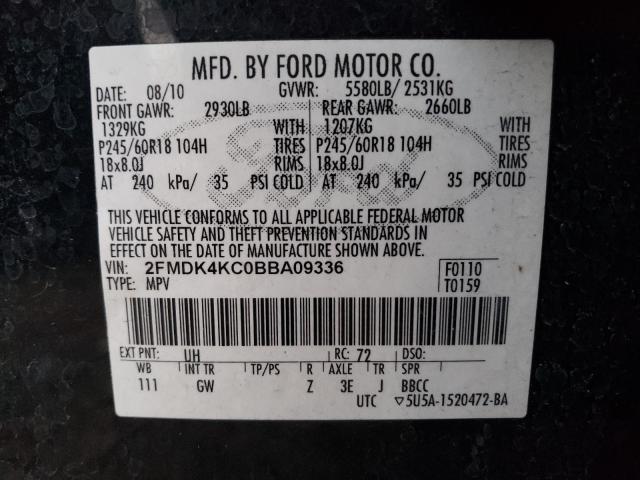 MFD. BY FORD MOTOR CO.
DATE: 08/10 GVWR: 5580LB/ 2531KG
FRONT GAWR: 2930LB REAR GAWR: 2660LB
1329KG WITH 1207KG WITH
P245/60R18 104H TIRES P245/60R18 104H TIRES
18x8.0J RIMS 18x8.0J RIMS
AT 240 kPa/ 35 PSI COLD AT 240 kPa/ 35 PSI COLD
THIS VEHICLE CONFORMS TO ALL APPLICABLE FEDERAL MOTOR
VEHICLE SAFETY AND THEFT PREVENTION STANDARDS IN
EFFECT ON THE DATE OF MANUFACTURE SHOWN ABOVE.
VIN: 2FMDK4KC0BBA09336 F0110
TYPE: MPV T0159
EXT PNT: UH RC: 72 DSO:
WB INT TR TP/PS R AXLE TR SPR
111 GW Z 3E J BBCC
UTC ▽5U5A-1520472-BA